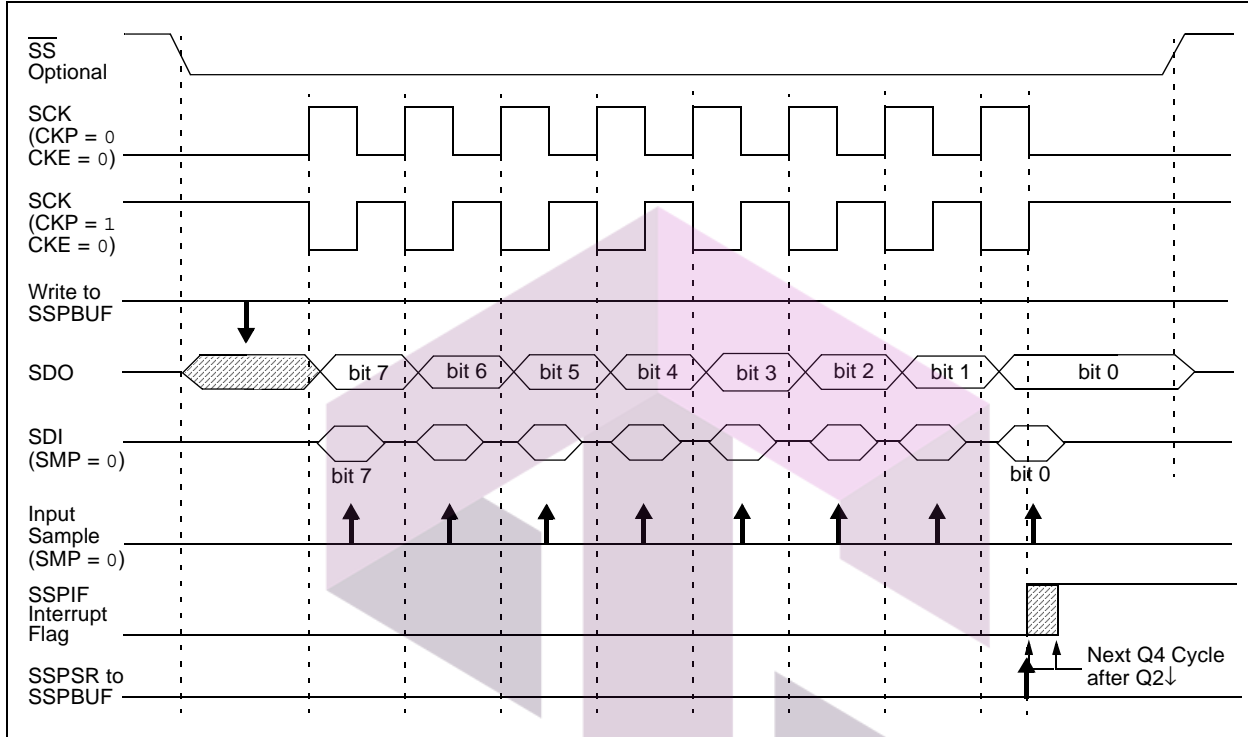 SS
Optional
SCK
(CKP = 0
CKE = 0)
SCK
(CKP = 1
CKE = 0)
Write to
SSPBUF
SDO
bit 7 bit 6 bit 5 bit 4 bit 3 bit 2 bit 1 bit 0
SDI
(SMP = 0)
bit 7 bit 0
Input
Sample
(SMP = 0)
SSPIF
Interrupt
Flag
Next Q4 Cycle
after Q2↓
SSPSR to
SSPBUF